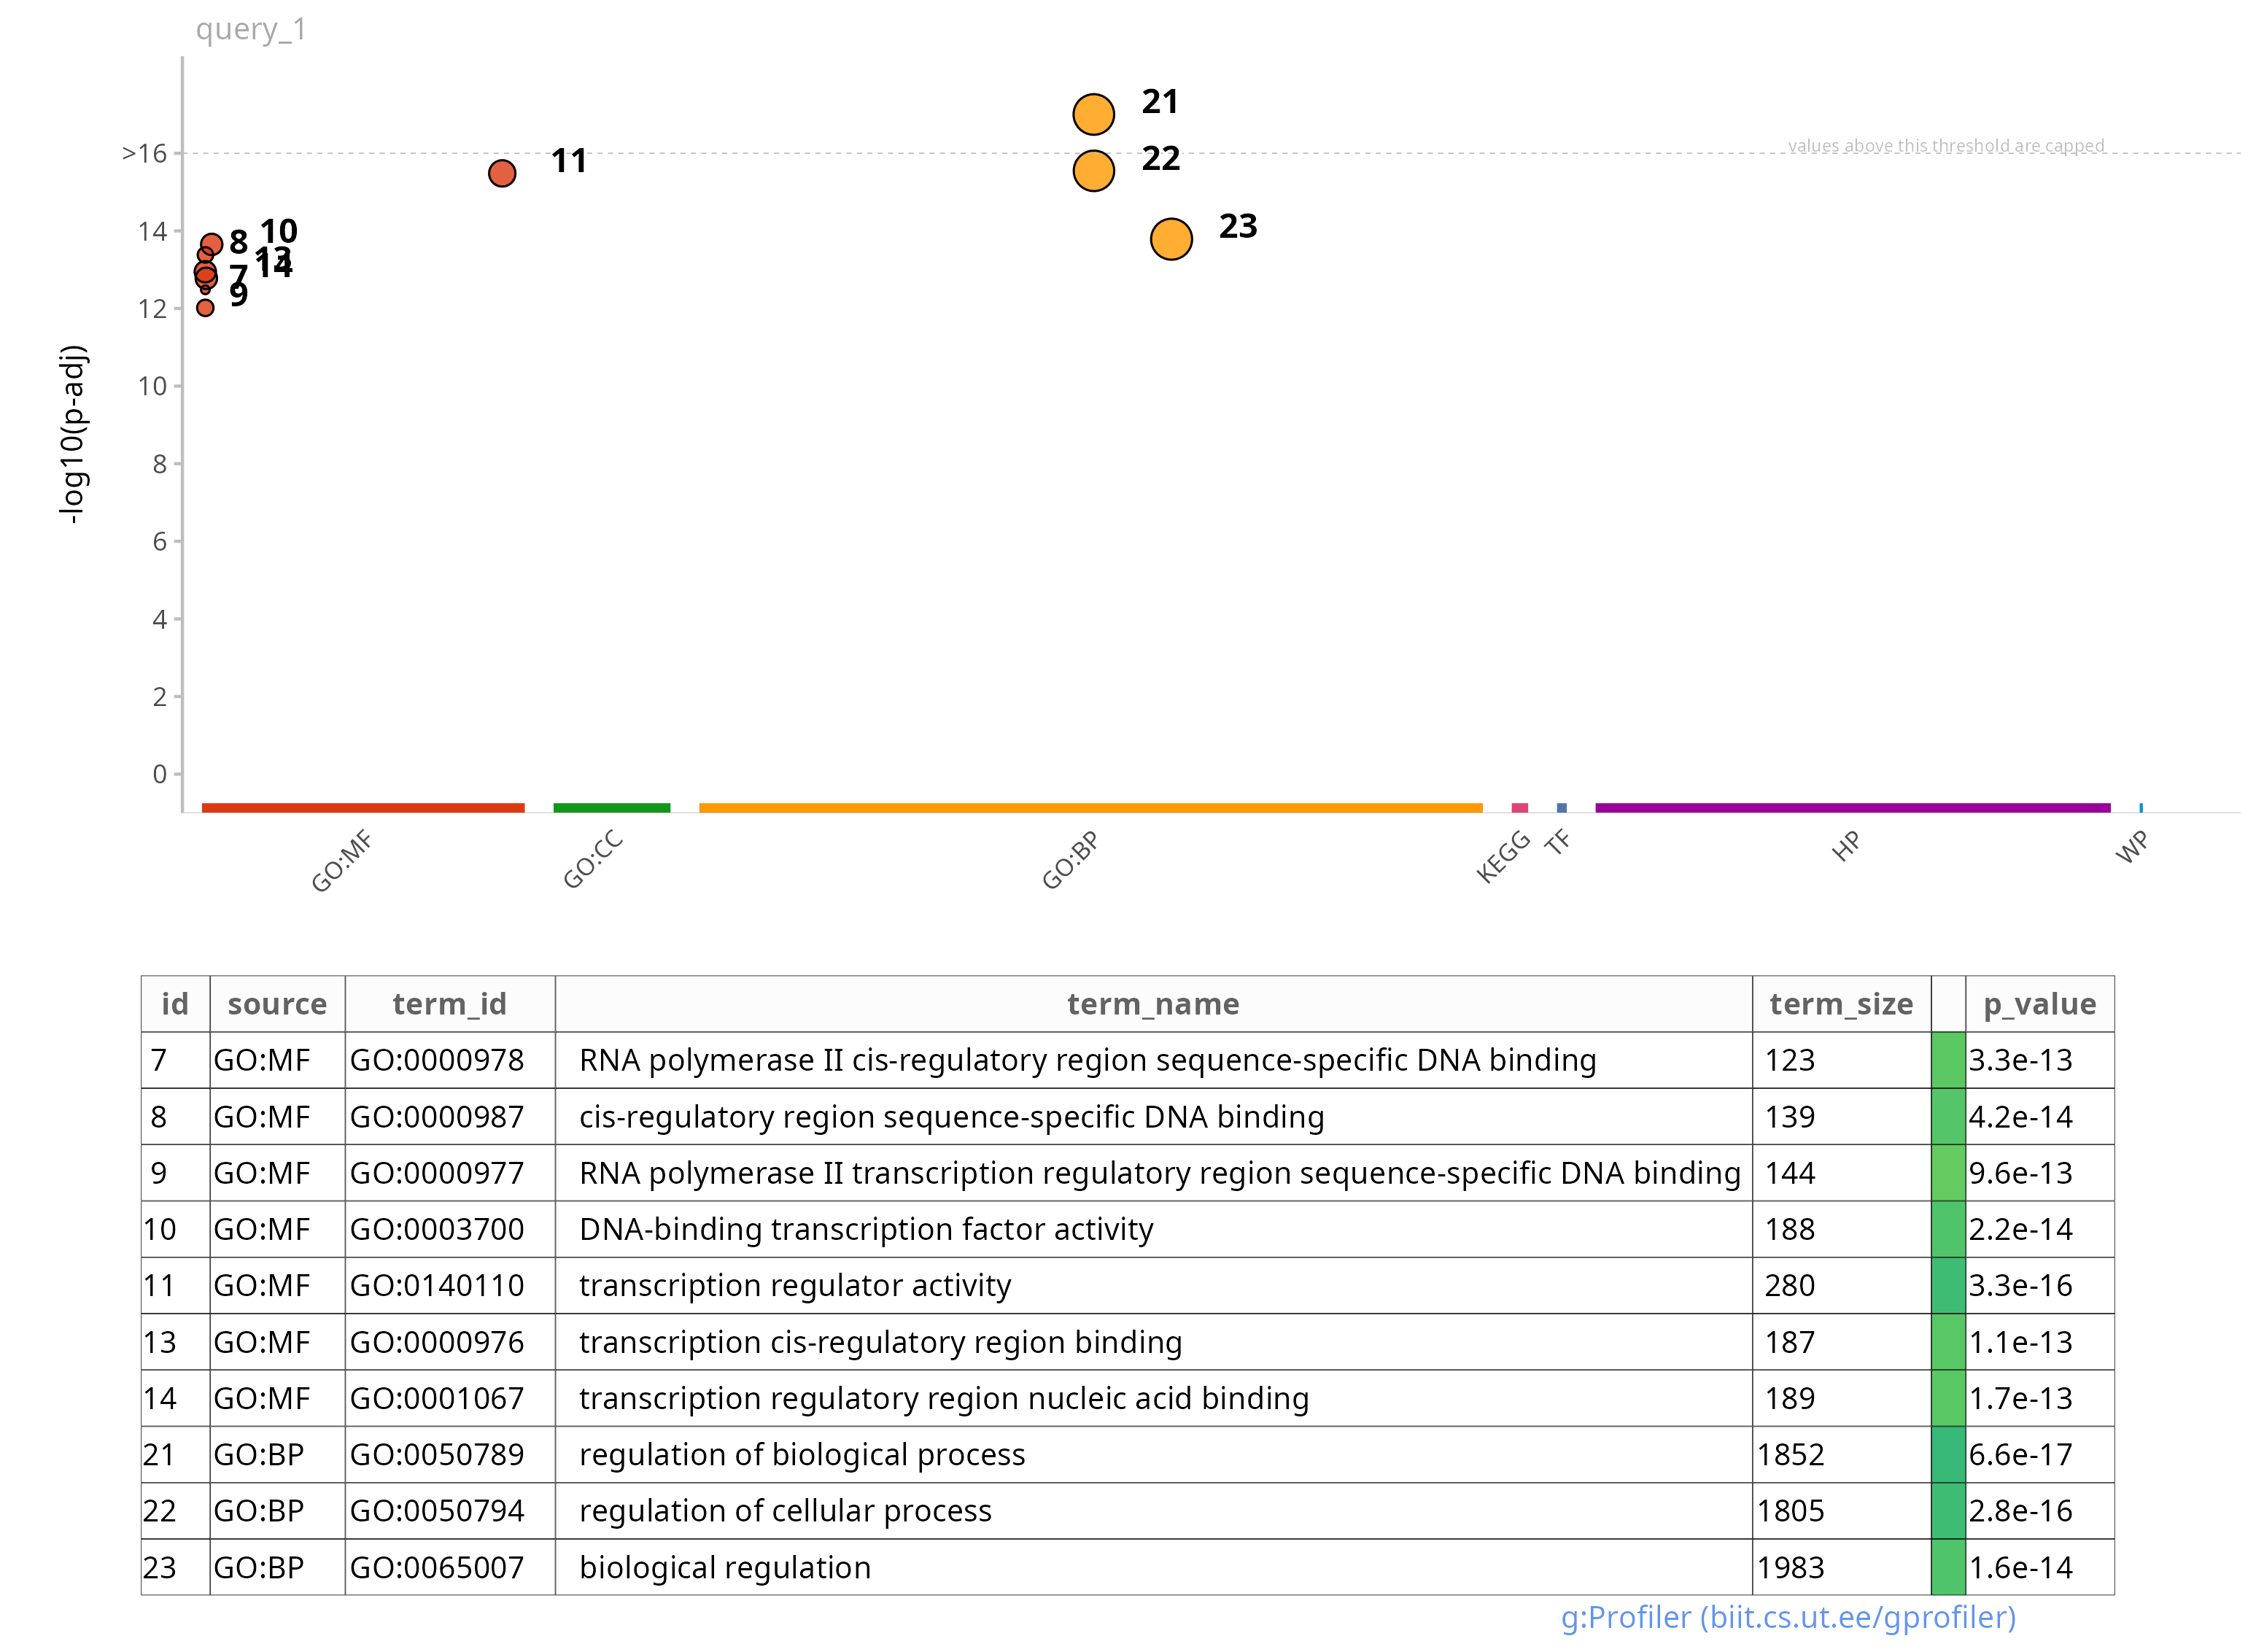 query_1
21
>16
values above this threshold are capped
11
22
14
10
23
8
13
14
7
12
9
-log10(p-adj)
10
8
6
4
2
0
GO:MF
GO:CC
GO:BP
KEGG
TF
HP
WP
id source term_id term_name term_size p_value
7 GO:MF GO:0000978 RNA polymerase II cis-regulatory region sequence-specific DNA binding 123 3.3e-13
8 GO:MF GO:0000987 cis-regulatory region sequence-specific DNA binding 139 4.2e-14
9 GO:MF GO:0000977 RNA polymerase II transcription regulatory region sequence-specific DNA binding 144 9.6e-13
10 GO:MF GO:0003700 DNA-binding transcription factor activity 188 2.2e-14
11 GO:MF GO:0140110 transcription regulator activity 280 3.3e-16
13 GO:MF GO:0000976 transcription cis-regulatory region binding 187 1.1e-13
14 GO:MF GO:0001067 transcription regulatory region nucleic acid binding 189 1.7e-13
21 GO:BP GO:0050789 regulation of biological process 1852 6.6e-17
22 GO:BP GO:0050794 regulation of cellular process 1805 2.8e-16
23 GO:BP GO:0065007 biological regulation 1983 1.6e-14
g:Profiler (biit.cs.ut.ee/gprofiler)